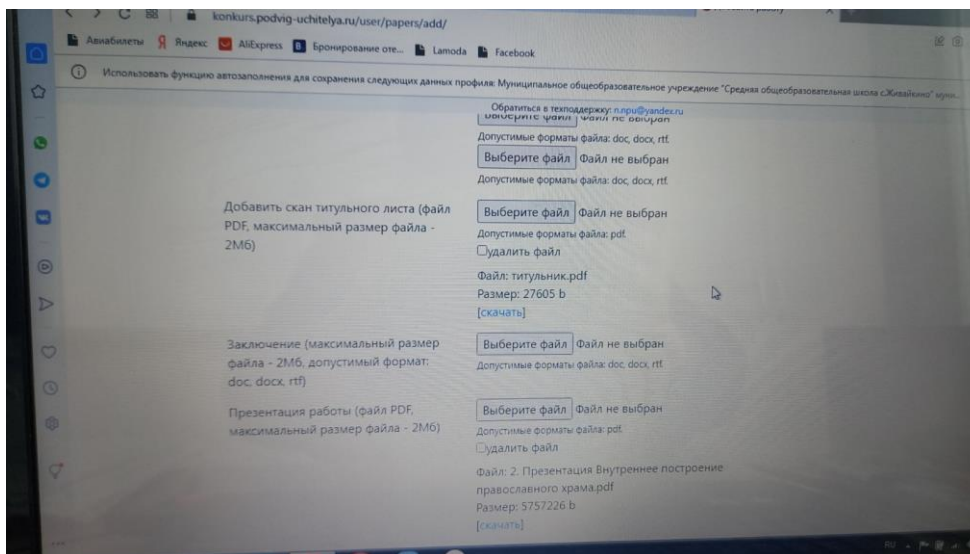 konkurs.podvig-uchitelya.ru/user/papers/add/
Авиабилеты Яндекс AliExpress Бронирование оте... Lamoda Facebook
Использовать функцию автозаполнения для сохранения следующих данных профиля: Муниципальное общеобразовательное учреждение "Средняя общеобразовательная школа
Обратиться в техподдержку: n.npu@yandex.ru
Выберите файл Файл не выбран
Допустимые форматы файла: doc, docx, rtf.
Выберите файл Файл не выбран
Допустимые форматы файла: doc, docx, rtf.
Добавить скан титульного листа (файл
PDF, максимальный размер файла -
2Мб)
Выберите файл Файл не выбран
Допустимые форматы файла: pdf.
удалить файл
Файл: титульник.pdf
Размер: 27605 b
[скачать]
Заключение (максимальный размер
файла - 2Мб, допустимый формат:
doc, docx, rtf)
Выберите файл Файл не выбран
Допустимые форматы файла: doc, docx, rtf.
Презентация работы (файл PDF,
максимальный размер файла - 2Мб)
Выберите файл Файл не выбран
Допустимые форматы файла: pdf.
удалить файл
Файл: 2. Презентация Внутреннее построение
православного храма.pdf
Размер: 5757226 b
[скачать]
RU